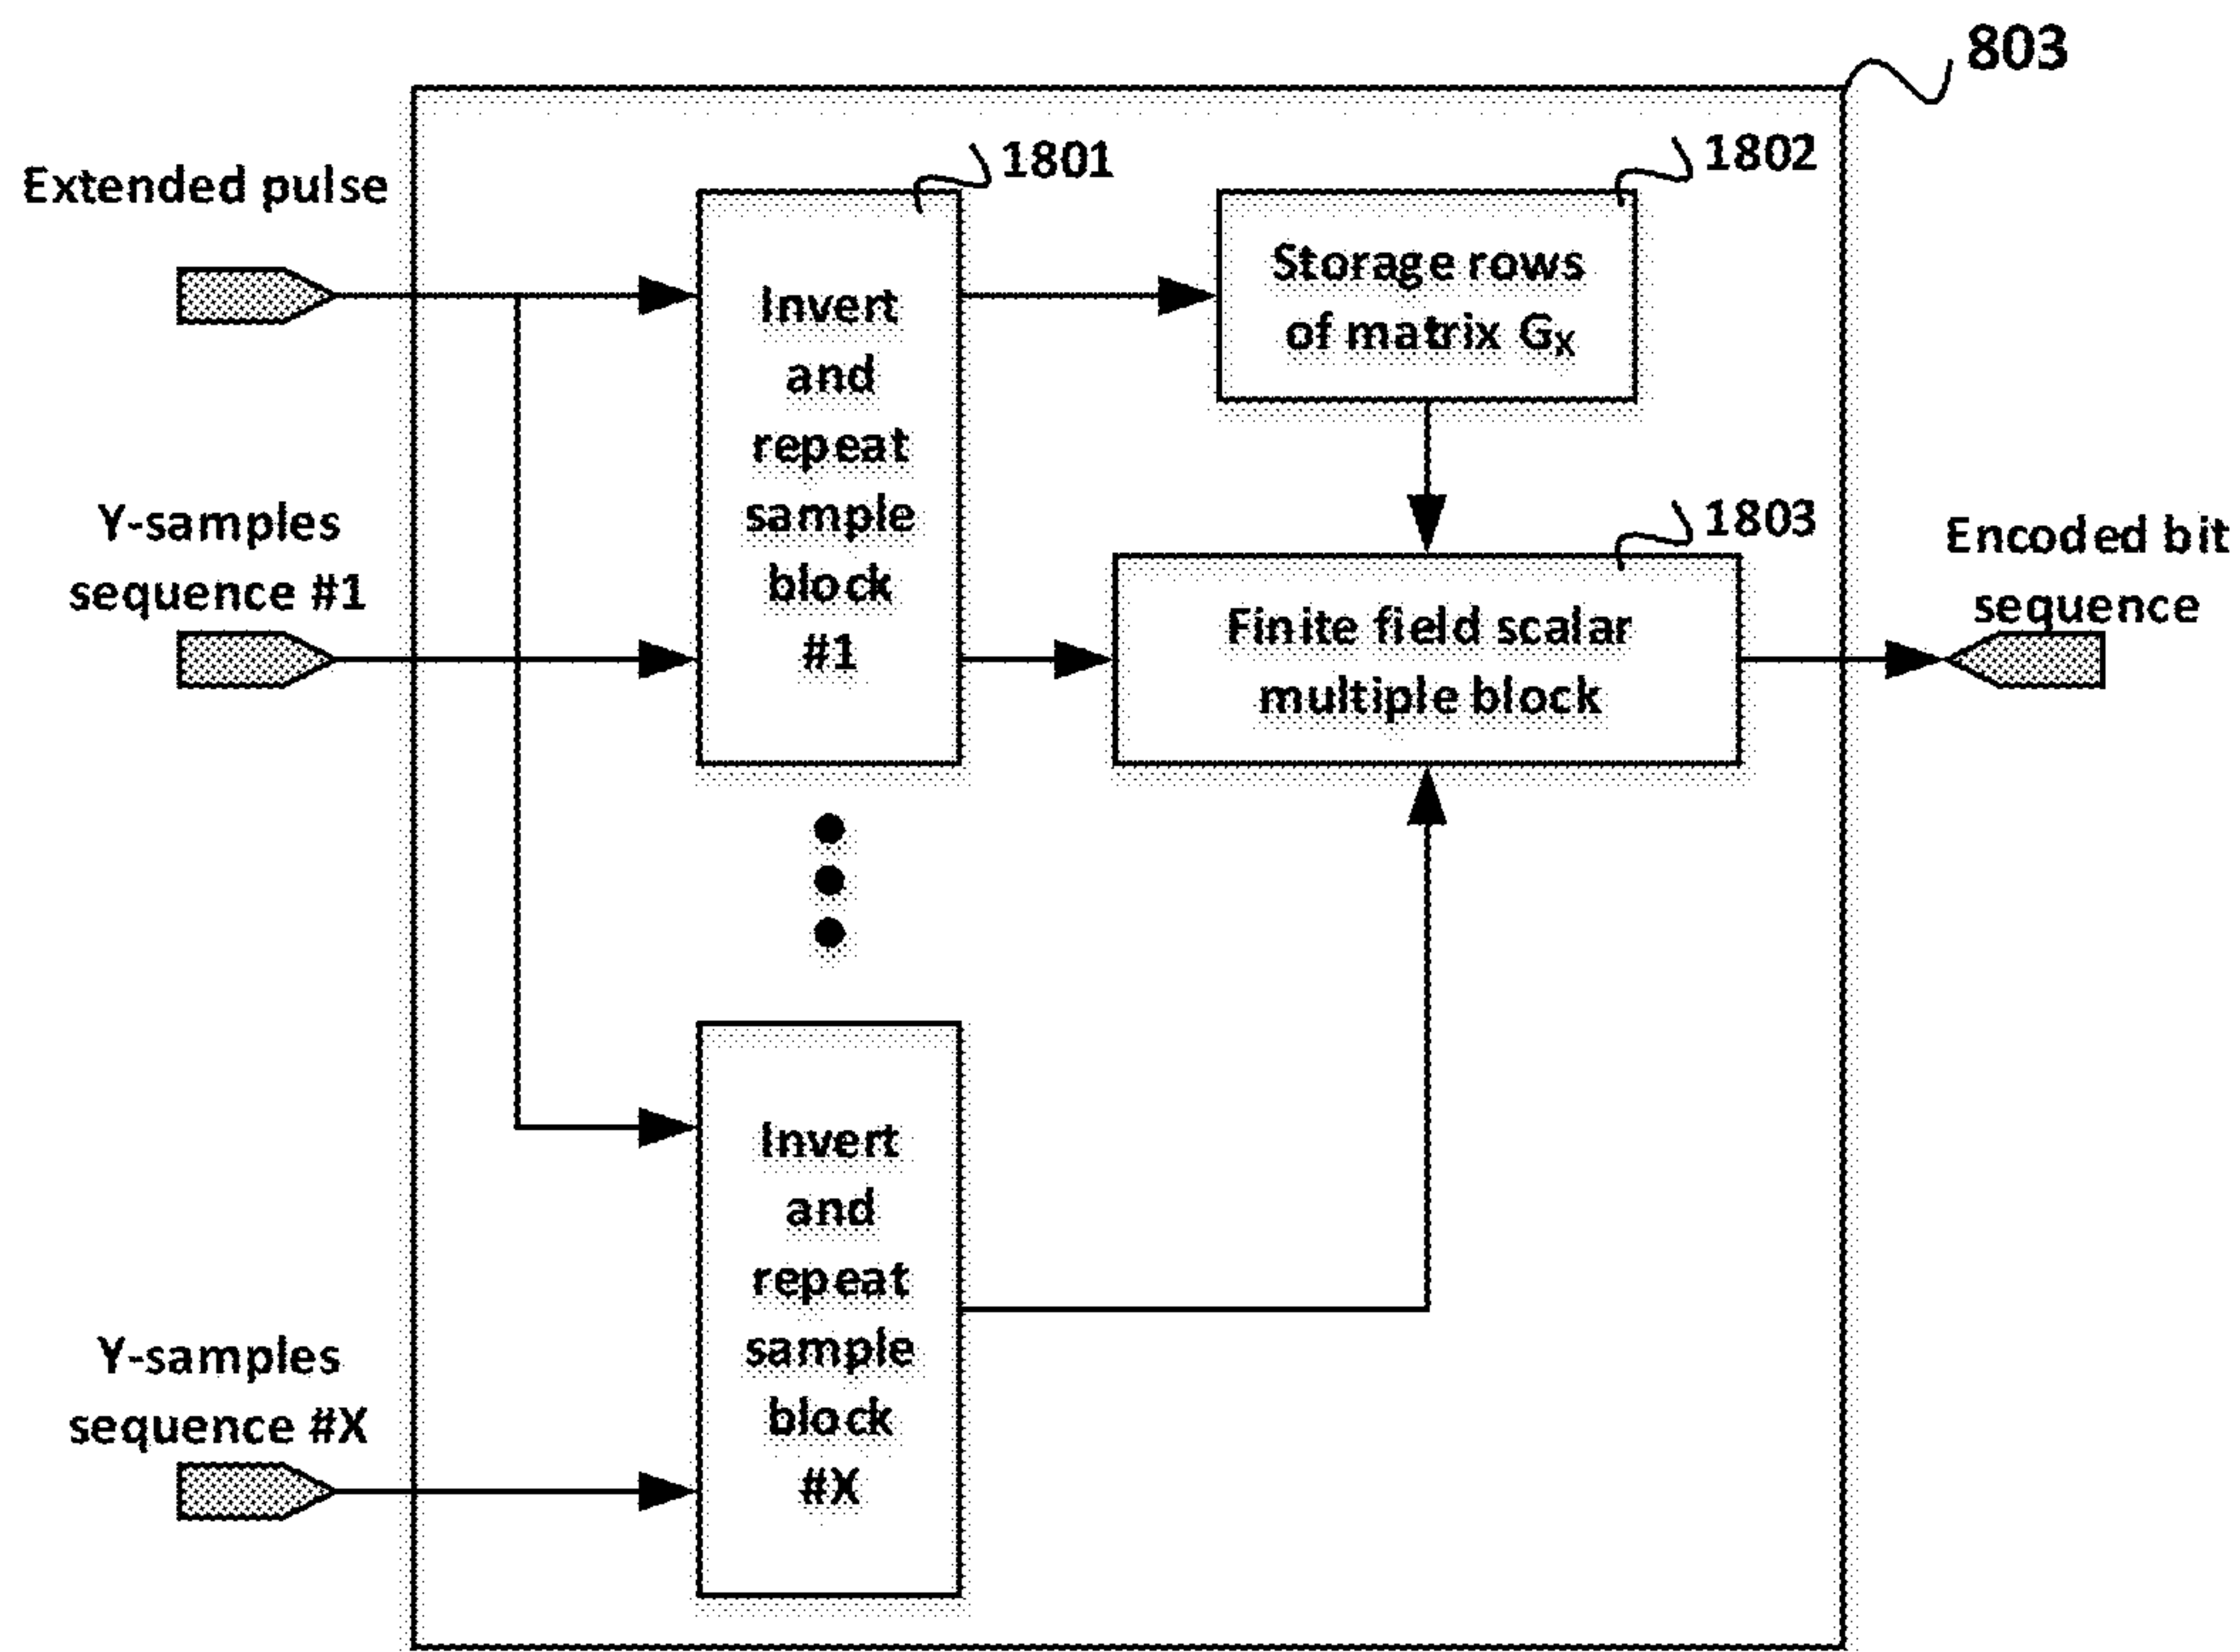 803
1801
1802
Extended pulse
Invert
and
repeat
sample
block
#1
Storage rows
of matrix GX
1803
Y-samples
sequence #1
Finite field scalar
multiple block
Encoded bit
sequence
Invert
and
repeat
sample
block
#X
Y-samples
sequence #X